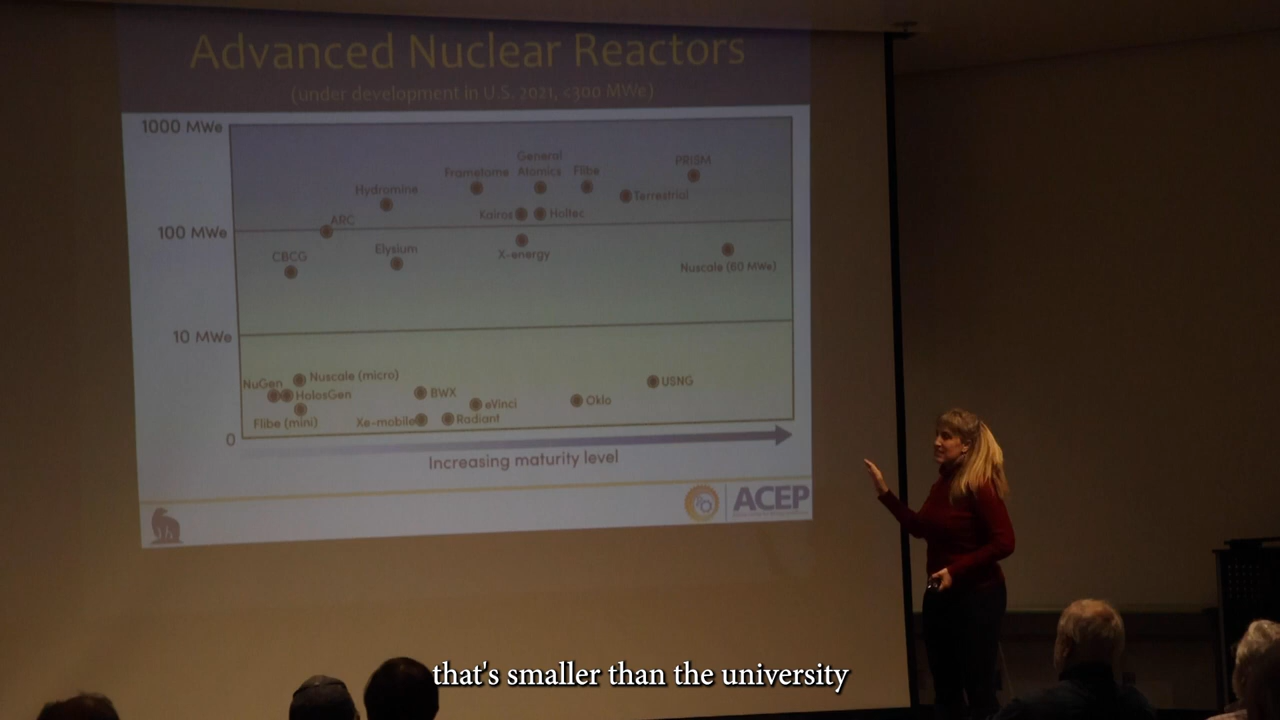 Advanced Nuclear Reactors
(under development in U.S. 2021, <300 MWe)
1000 MWe
General
Atomics
Framatome
Flibe
PRISM
Hydromine
Terrestrial
Kairos
Holtec
ARC
100 MWe
Elysium
X-energy
CBCG
Nuscale (60 MWe)
10 MWe
NuGen
Nuscale (micro)
HolosGen
BWX
eVinci
Oklo
USNG
Flibe (mini)
Xe-mobile
Radiant
0
Increasing maturity level
ACEP
that's smaller than the university